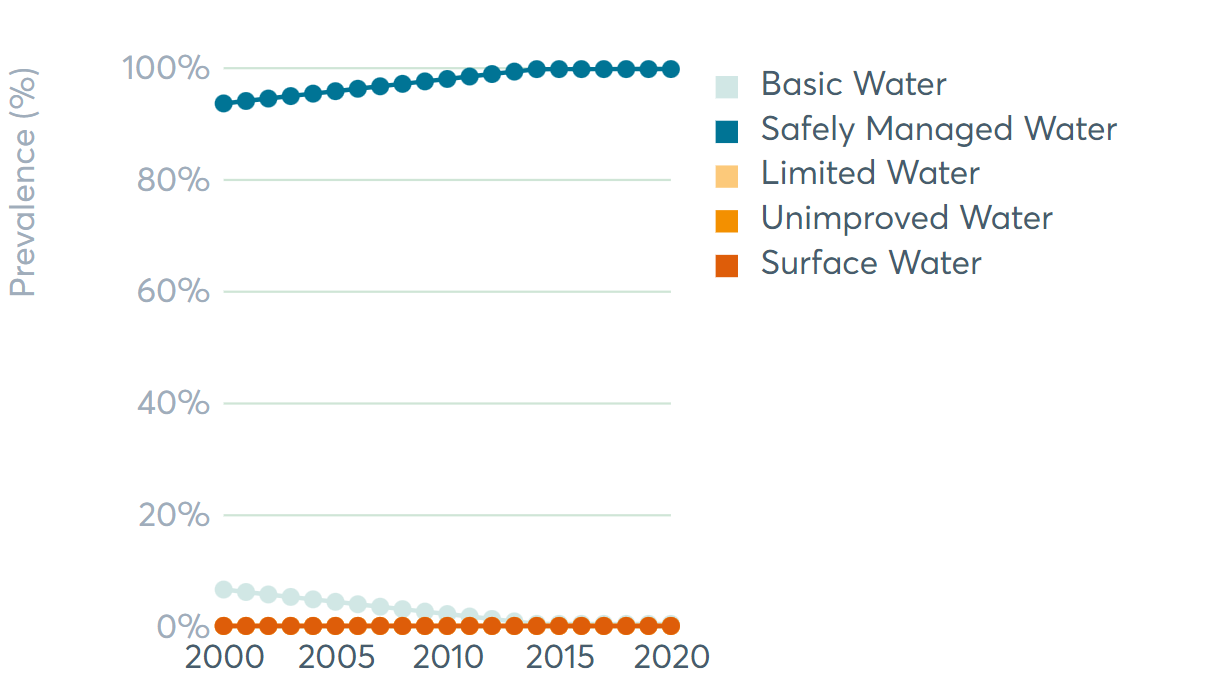 Prevalence (%)
100%
80%
60%
40%
20%
0%
2000 2005 2010 2015 2020
Basic Water
Safely Managed Water
Limited Water
Unimproved Water
Surface Water